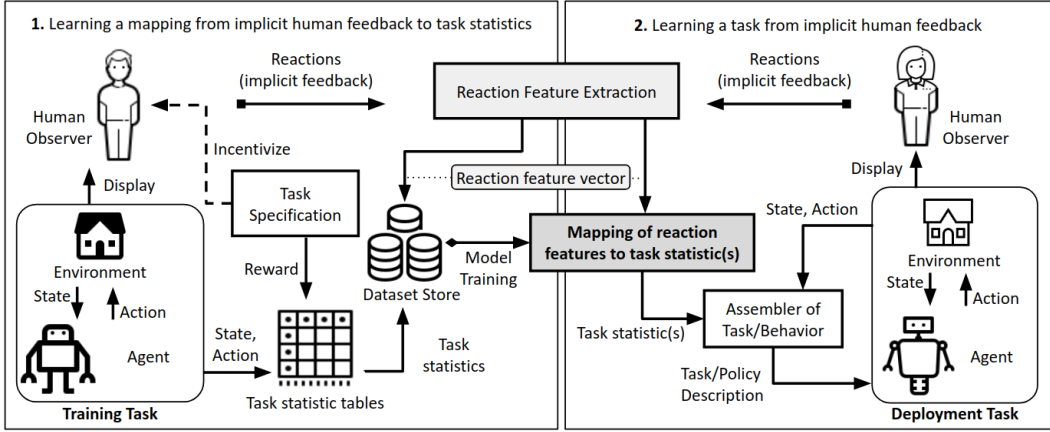 1. Learning a mapping from implicit human feedback to task statistics
Reactions
(implicit feedback)
Human
Observer
Incentivize
Display
Task
Specification
Environment
State
Action
Agent
Training Task
Reward
State,
Action
Task statistic tables
Task
statistics
Dataset Store
Model
Training
Reaction Feature Extraction
Reaction feature vector
Mapping of reaction
features to task statistic(s)
2. Learning a task from implicit human feedback
Reactions
(implicit feedback)
Human
Observer
Display
State, Action
Assembler of
Task/Behavior
Task statistic(s)
Task/Policy
Description
Environment
State
Action
Agent
Deployment Task